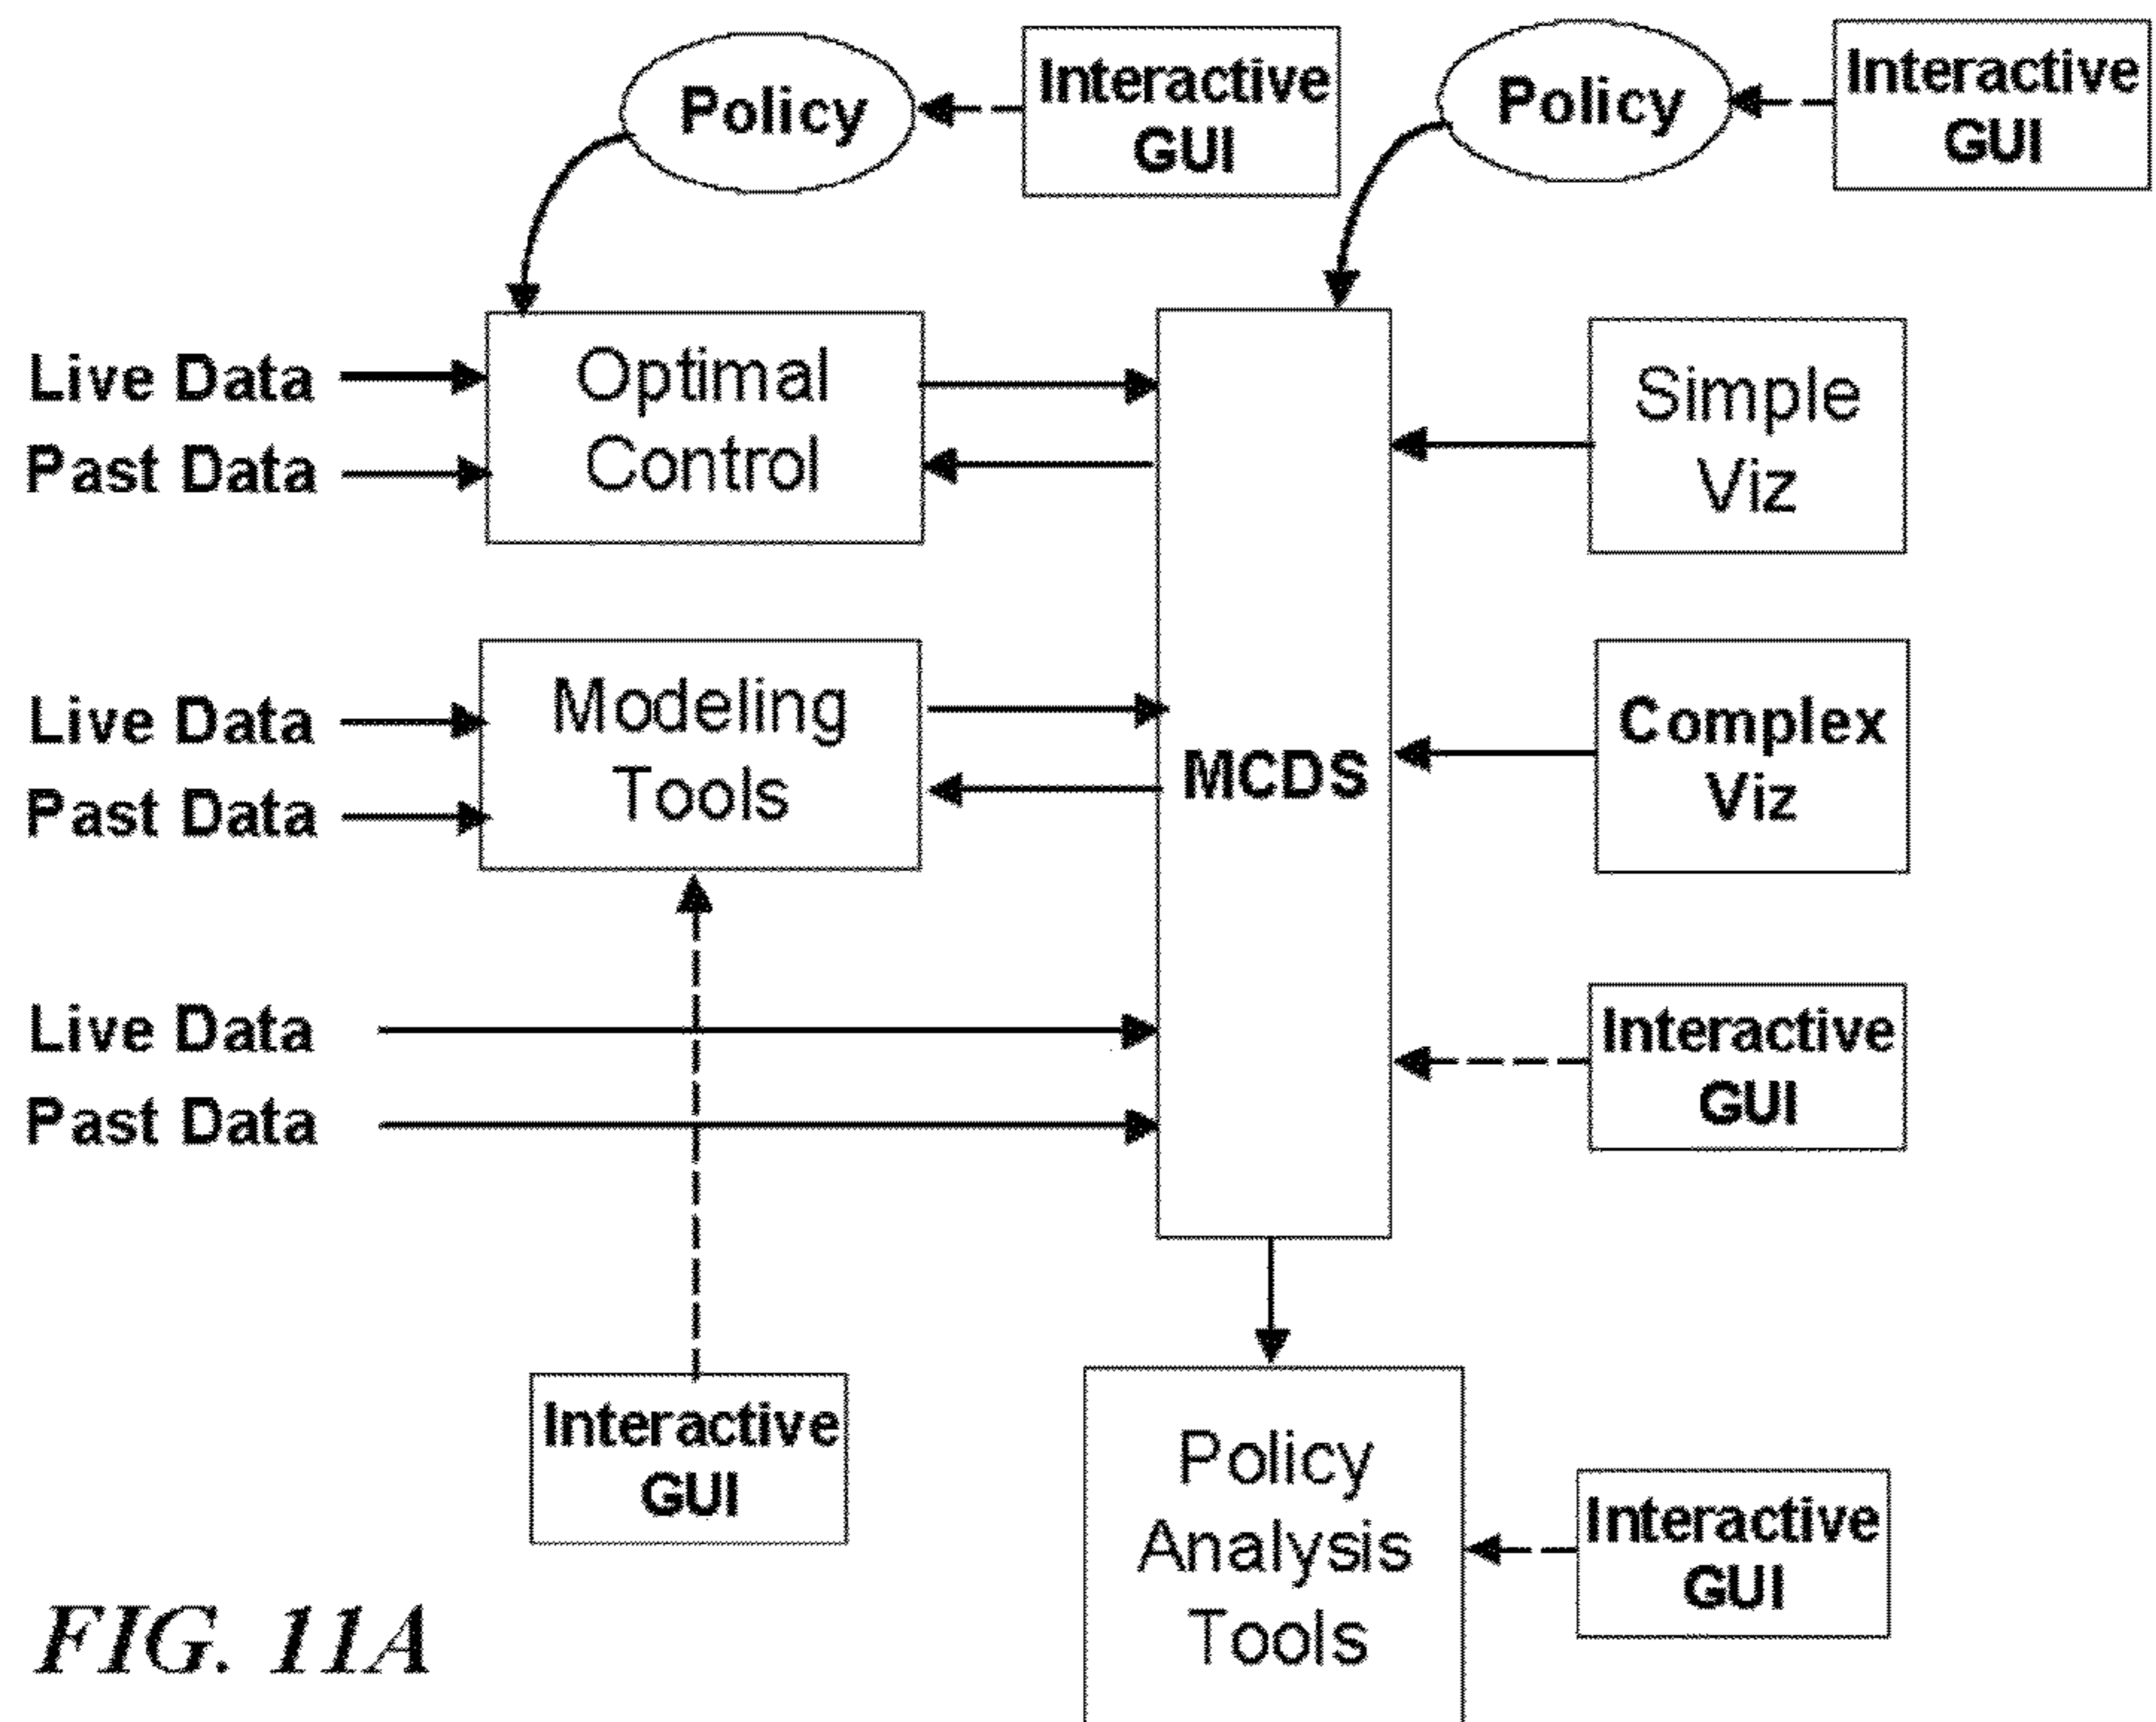 Policy
Interactive
GUI
Policy
Interactive
GUI
Live Data
Past Data
Optimal
Control
Simple
Viz
Live Data
Past Data
Modeling
Tools
MCDS
Complex
Viz
Live Data
Past Data
Interactive
GUI
Interactive
GUI
Policy
Analysis
Tools
Interactive
GUI
FIG. 11A